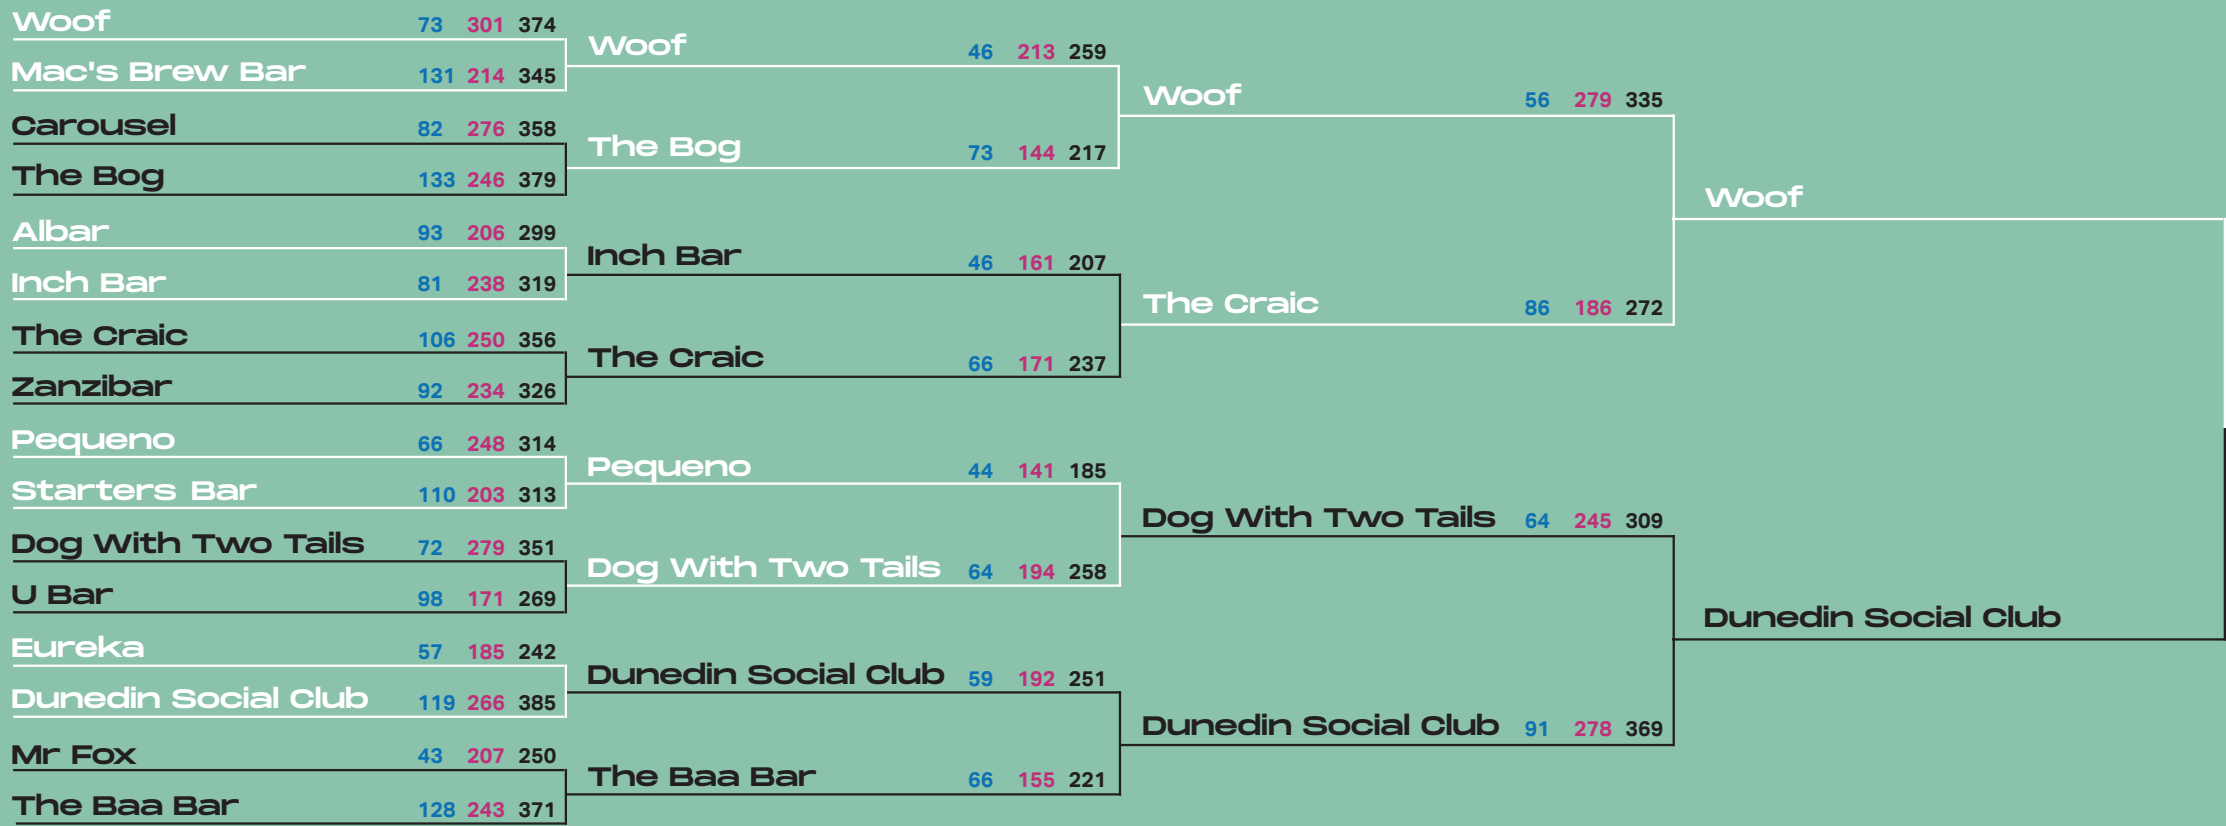 Woof 73 301 374
Mac's Brew Bar 131 214 345
Carousel 82 276 358
The Bog 133 246 379
Albar 93 206 299
Inch Bar 81 238 319
The Craic 106 250 356
Zanzibar 92 234 326
Pequeno 66 248 314
Starters Bar 110 203 313
Dog With Two Tails 72 279 351
U Bar 98 171 269
Eureka 57 185 242
Dunedin Social Club 119 266 385
Mr Fox 43 207 250
The Baa Bar 128 243 371
Woof 46 213 259
The Bog 73 144 217
Inch Bar 46 161 207
The Craic 66 171 237
Pequeno 44 141 185
Dog With Two Tails 64 194 258
Dunedin Social Club 59 192 251
The Baa Bar 66 155 221
Woof 56 279 335
The Craic 86 186 272
Dog With Two Tails 64 245 309
Dunedin Social Club 91 278 369
Woof
Dunedin Social Club